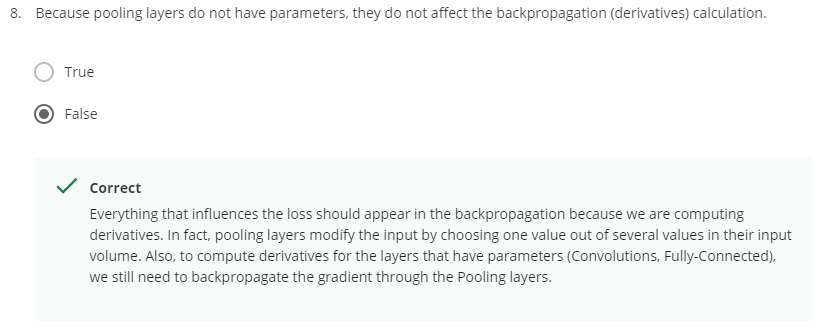 8. Because pooling layers do not have parameters, they do not affect the backpropagation (derivatives) calculation.
True
False
Correct
Everything that influences the loss should appear in the backpropagation because we are computing
derivatives. In fact, pooling layers modify the input by choosing one value out of several values in their input
volume. Also, to compute derivatives for the layers that have parameters (Convolutions, Fully-Connected),
we still need to backpropagate the gradient through the Pooling layers.